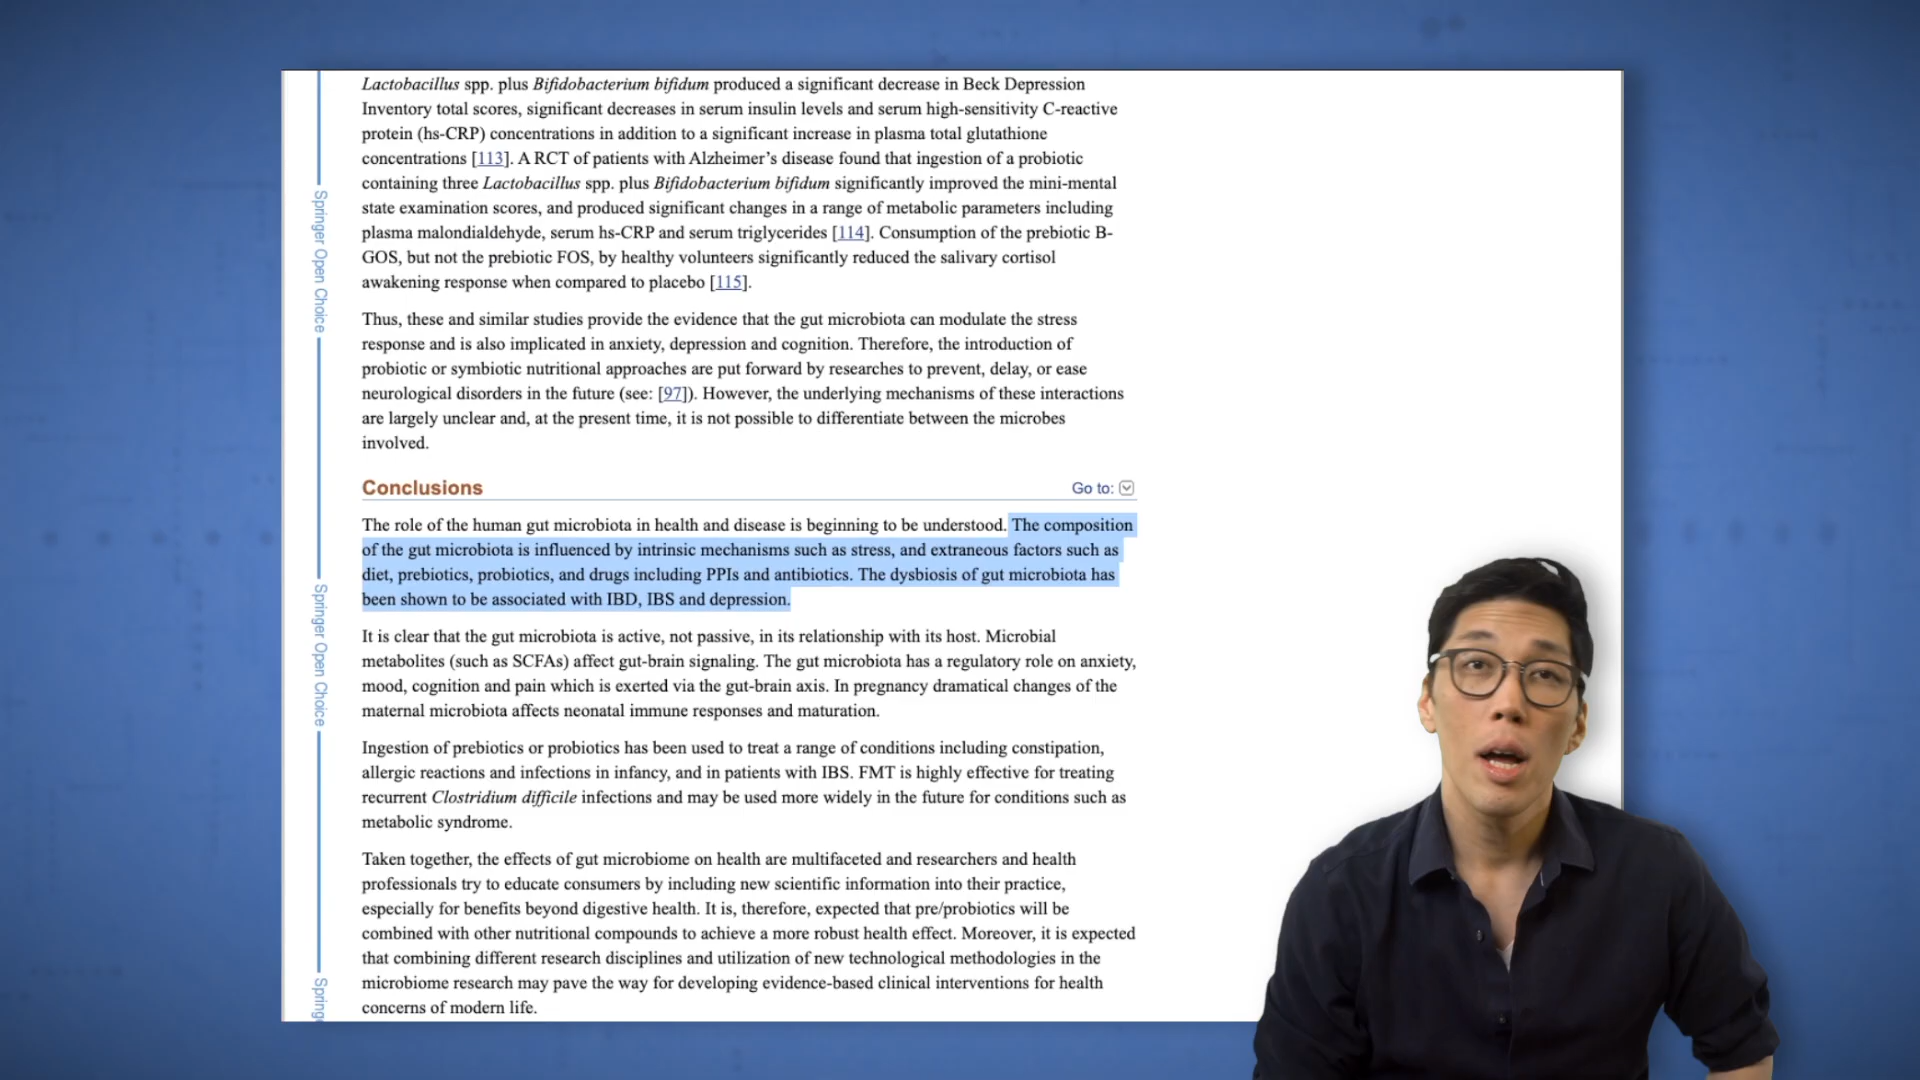 Lactobacillus spp. plus Bifidobacterium bifidum produced a significant decrease in Beck Depression
Inventory total scores, significant decreases in serum insulin levels and serum high-sensitivity C-reactive
protein (hs-CRP) concentrations in addition to a significant increase in plasma total glutathione
concentrations [113]. A RCT of patients with Alzheimer’s disease found that ingestion of a probiotic
containing three Lactobacillus spp. plus Bifidobacterium bifidum significantly improved the mini-mental
state examination scores, and produced significant changes in a range of metabolic parameters including
plasma malondialdehyde, serum hs-CRP and serum triglycerides [114]. Consumption of the prebiotic B-
GOS, but not the prebiotic FOS, by healthy volunteers significantly reduced the salivary cortisol
awakening response when compared to placebo [115].
Thus, these and similar studies provide the evidence that the gut microbiota can modulate the stress
response and is also implicated in anxiety, depression and cognition. Therefore, the introduction of
probiotic or symbiotic nutritional approaches are put forward by researches to prevent, delay, or ease
neurological disorders in the future (see: [97]). However, the underlying mechanisms of these interactions
are largely unclear and, at the present time, it is not possible to differentiate between the microbes
involved.
Conclusions
Go to:
The role of the human gut microbiota in health and disease is beginning to be understood. The composition
of the gut microbiota is influenced by intrinsic mechanisms such as stress, and extraneous factors such as
diet, prebiotics, probiotics, and drugs including PPIs and antibiotics. The dysbiosis of gut microbiota has
been shown to be associated with IBD, IBS and depression.
It is clear that the gut microbiota is active, not passive, in its relationship with its host. Microbial
metabolites (such as SCFAs) affect gut-brain signaling. The gut microbiota has a regulatory role on anxiety,
mood, cognition and pain which is exerted via the gut-brain axis. In pregnancy dramatical changes of the
maternal microbiota affects neonatal immune responses and maturation.
Ingestion of prebiotics or probiotics has been used to treat a range of conditions including constipation,
allergic reactions and infections in infancy, and in patients with IBS. FMT is highly effective for treating
recurrent Clostridium difficile infections and may be used more widely in the future for conditions such as
metabolic syndrome.
Taken together, the effects of gut microbiome on health are multifaceted and researchers and health
professionals try to educate consumers by including new scientific information into their practice,
especially for benefits beyond digestive health. It is, therefore, expected that pre/probiotics will be
combined with other nutritional compounds to achieve a more robust health effect. Moreover, it is expected
that combining different research disciplines and utilization of new technological methodologies in the
microbiome research may pave the way for developing evidence-based clinical interventions for health
concerns of modern life.
Springer Open Choice
Springer Open Choice
Spring